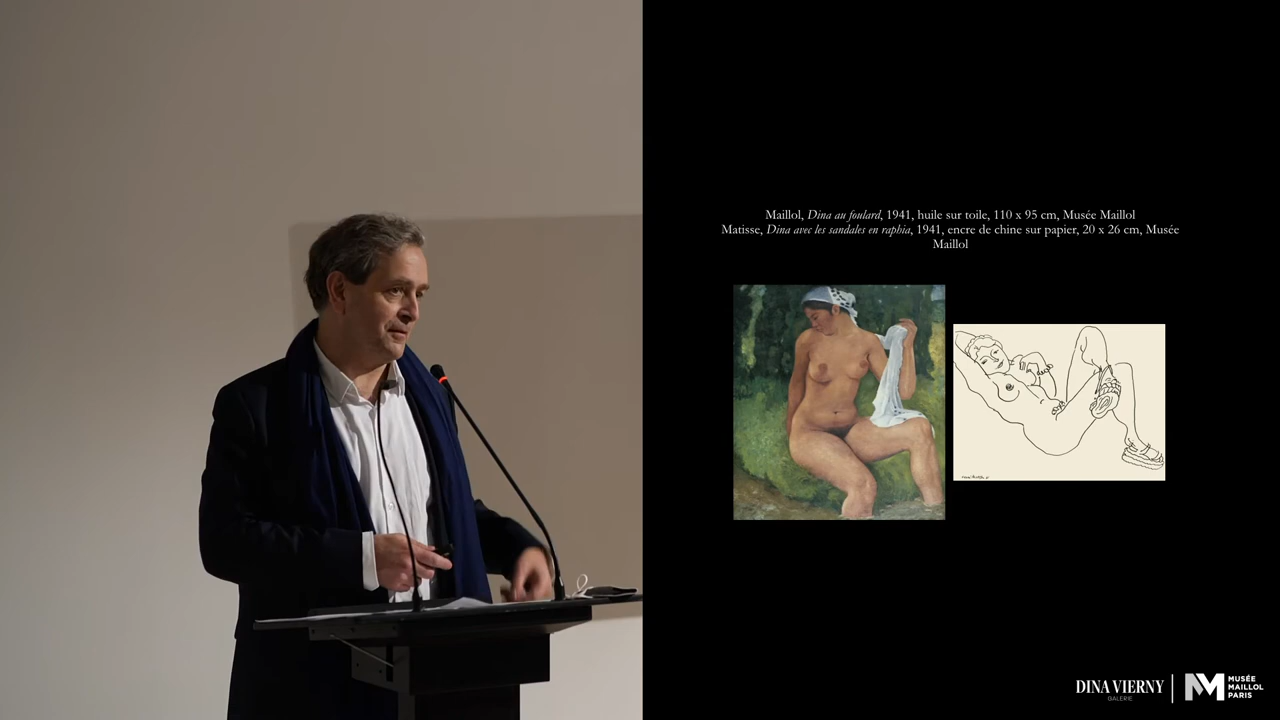 Maillol, Dina au foulard, 1941, huile sur toile, 110 x 95 cm, Musée Maillol
Matisse, Dina avec les sandales en raphia, 1941, encre de chine sur papier, 20 x 26 cm, Musée
Maillol
DINA VIERNY
GALERIE
MUSÉE
MAILLOL
PARIS